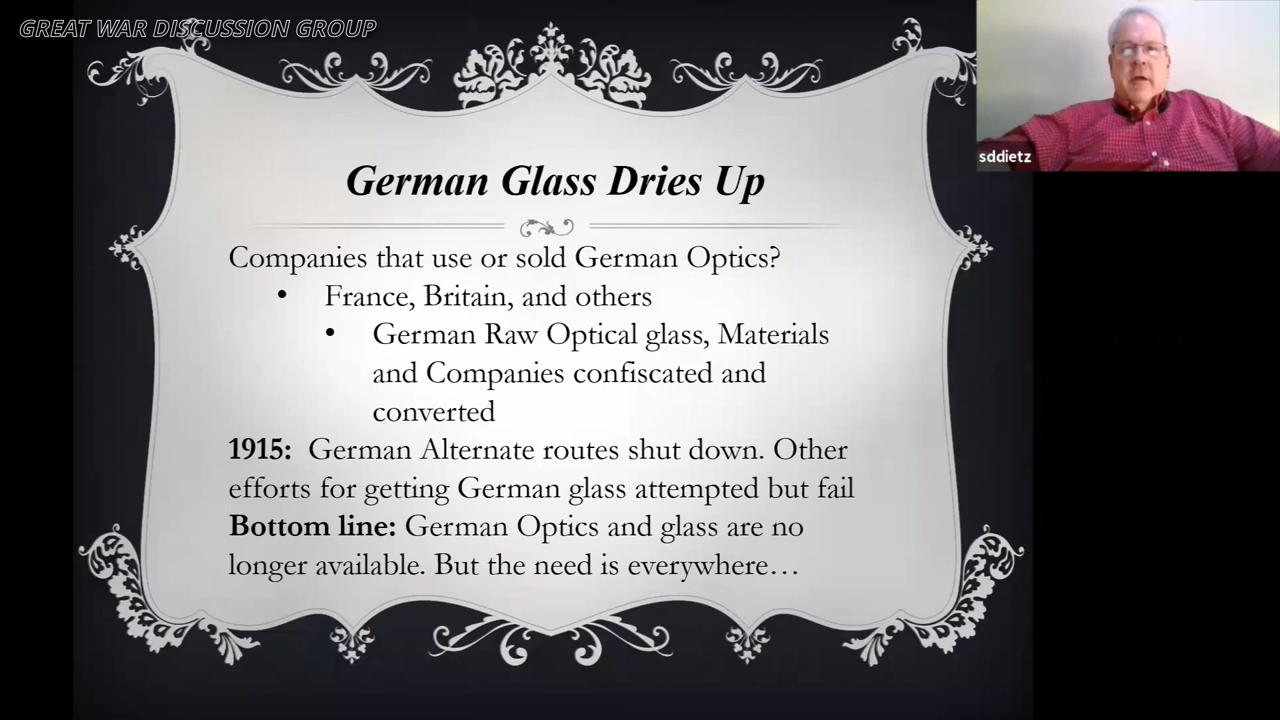 GREAT WAR DISCUSSION GROUP
sddietz
German Glass Dries Up
Companies that use or sold German Optics?
• France, Britain, and others
• German Raw Optical glass, Materials
and Companies confiscated and
converted
1915: German Alternate routes shut down. Other
efforts for getting German glass attempted but fail
Bottom line: German Optics and glass are no
longer available. But the need is everywhere…